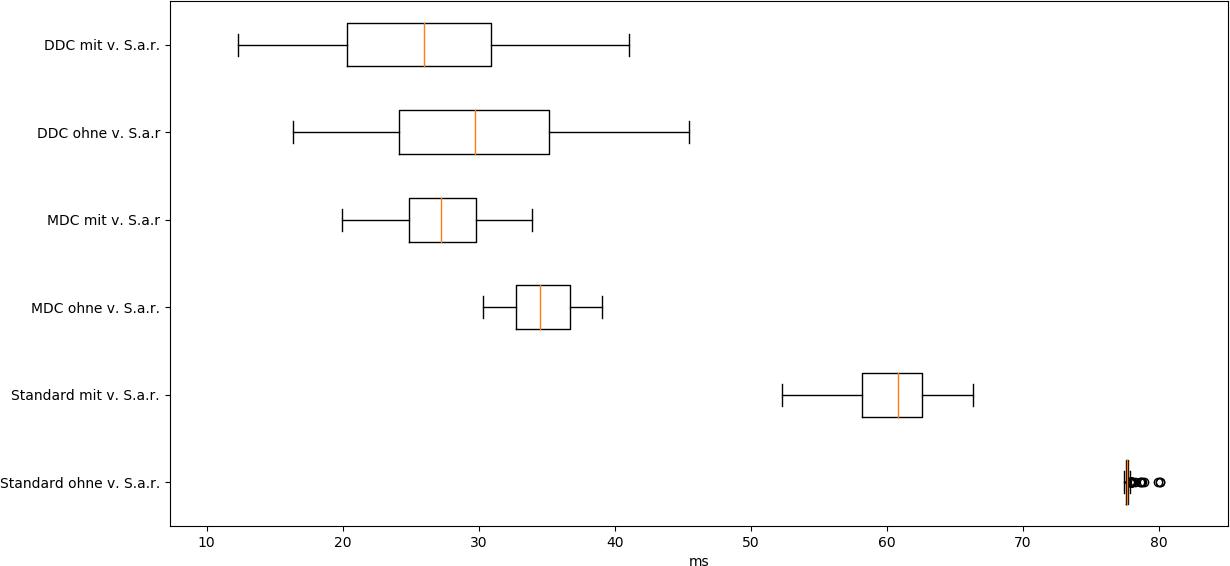 DDC mit v. S.a.r.
DDC ohne v. S.a.r
MDC mit v. S.a.r
MDC ohne v. S.a.r.
Standard mit v. S.a.r.
Standard ohne v. S.a.r.
10 20 30 40 50 60 70 80
ms